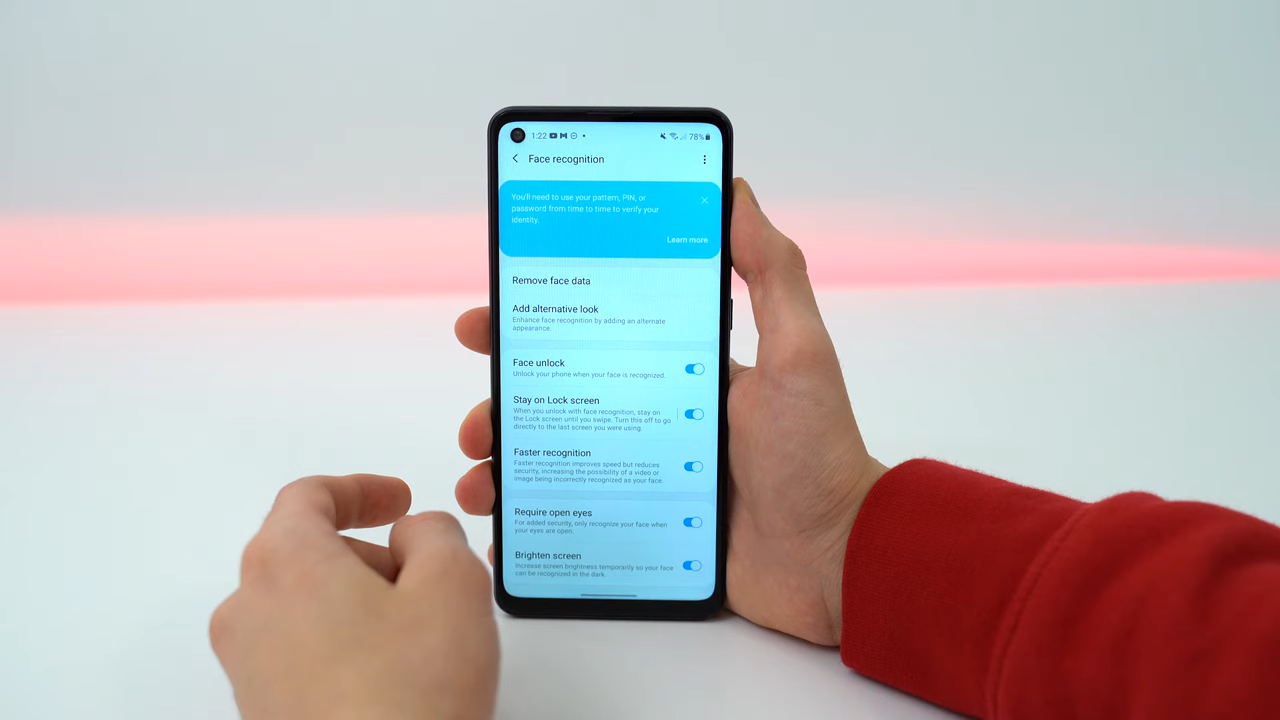 1:22
78%
Face recognition
You'll need to use your pattern, PIN, or
password from time to time to verify your
identity.
Learn more
Remove face data
Add alternative look
Enhance face recognition by adding an alternate
appearance.
Face unlock
Unlock your phone when your face is recognized.
Stay on Lock screen
When you unlock with face recognition, stay on
the Lock screen until you swipe. Turn this off to go
directly to the last screen you were using.
Faster recognition
Faster recognition improves speed but reduces
security, increasing the possibility of a video or
image being incorrectly recognized as your face.
Require open eyes
For added security, only recognize your face when
your eyes are open.
Brighten screen
Increase screen brightness temporarily so your face
can be recognized in the dark.